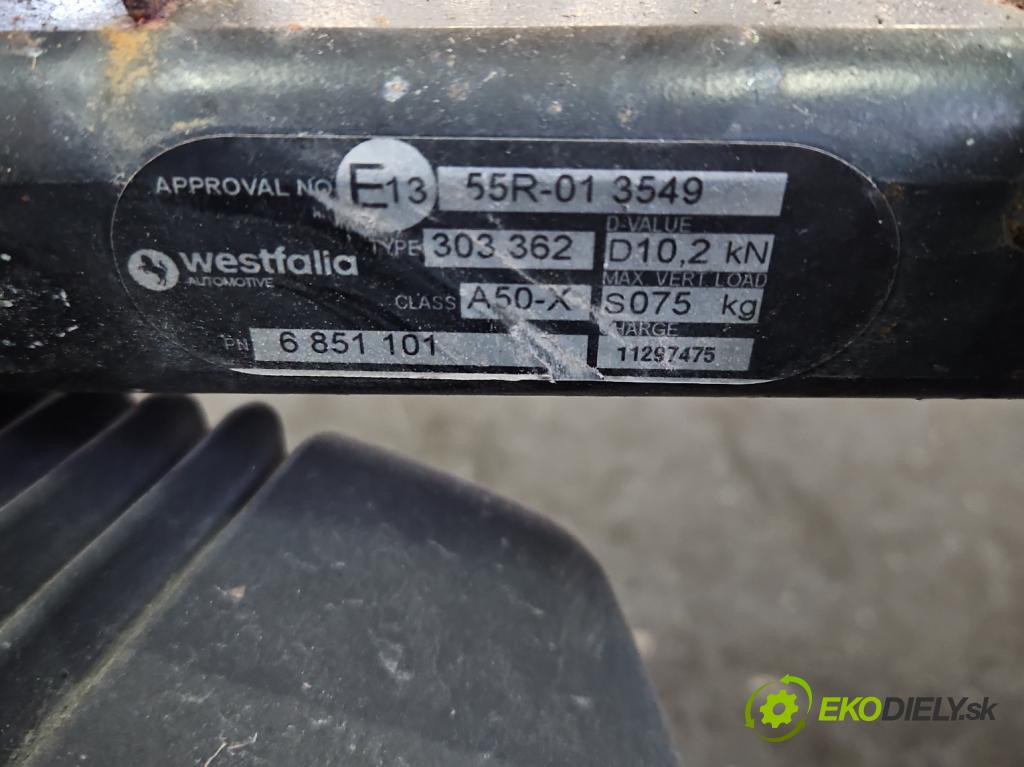 APPROVAL NO. E13 55R-01 3549
D-VALUE
TYPE 303 362 D10,2 kN
westfalia
AUTOMOTIVE
MAX. VERT. LOAD
CLASS A50-X S075 kg
CHARGE
PN 6 851 101 11297475
EKODIELY.sk